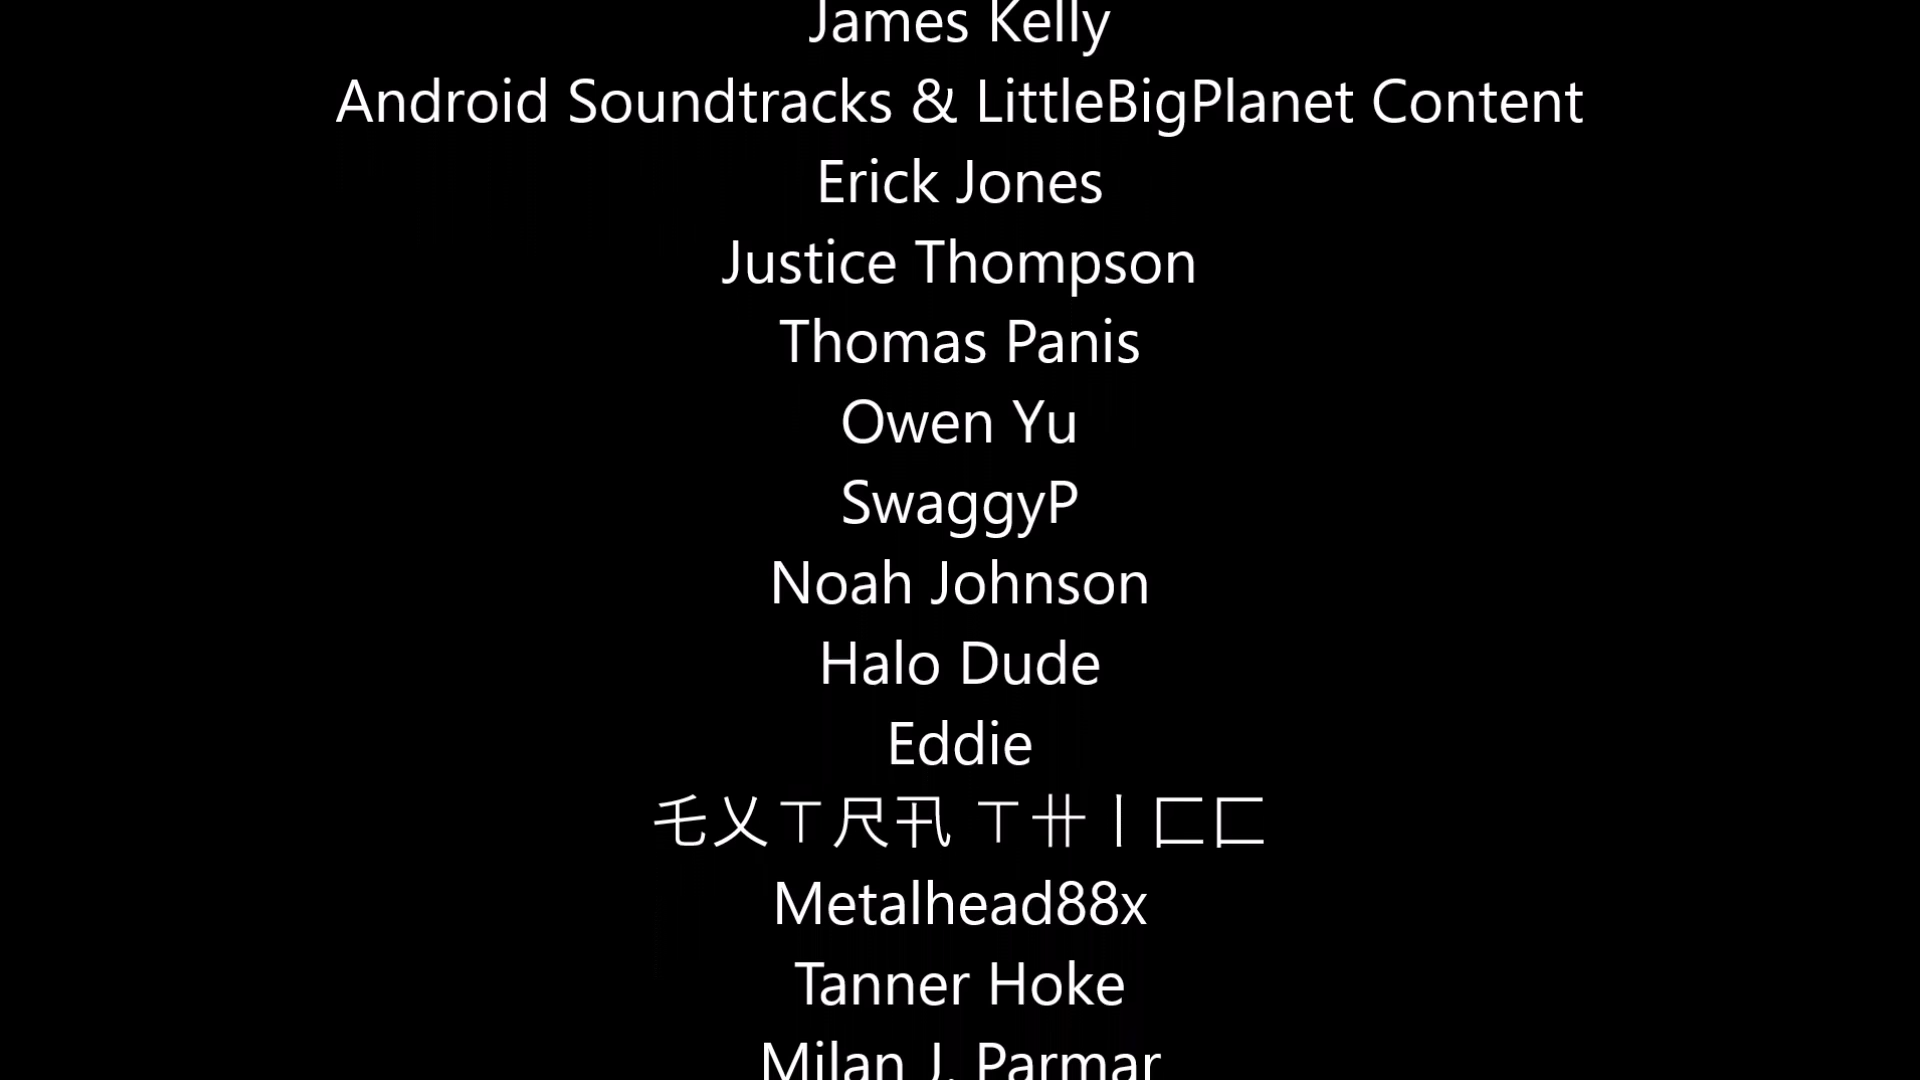 James Kelly
Android Soundtracks & LittleBigPlanet Content
Erick Jones
Justice Thompson
Thomas Panis
Owen Yu
SwaggyP
Noah Johnson
Halo Dude
Eddie
乇乂ㄒ尺卂 ㄒ卄丨匚匚
Metalhead88x
Tanner Hoke
Milan J. Parmar